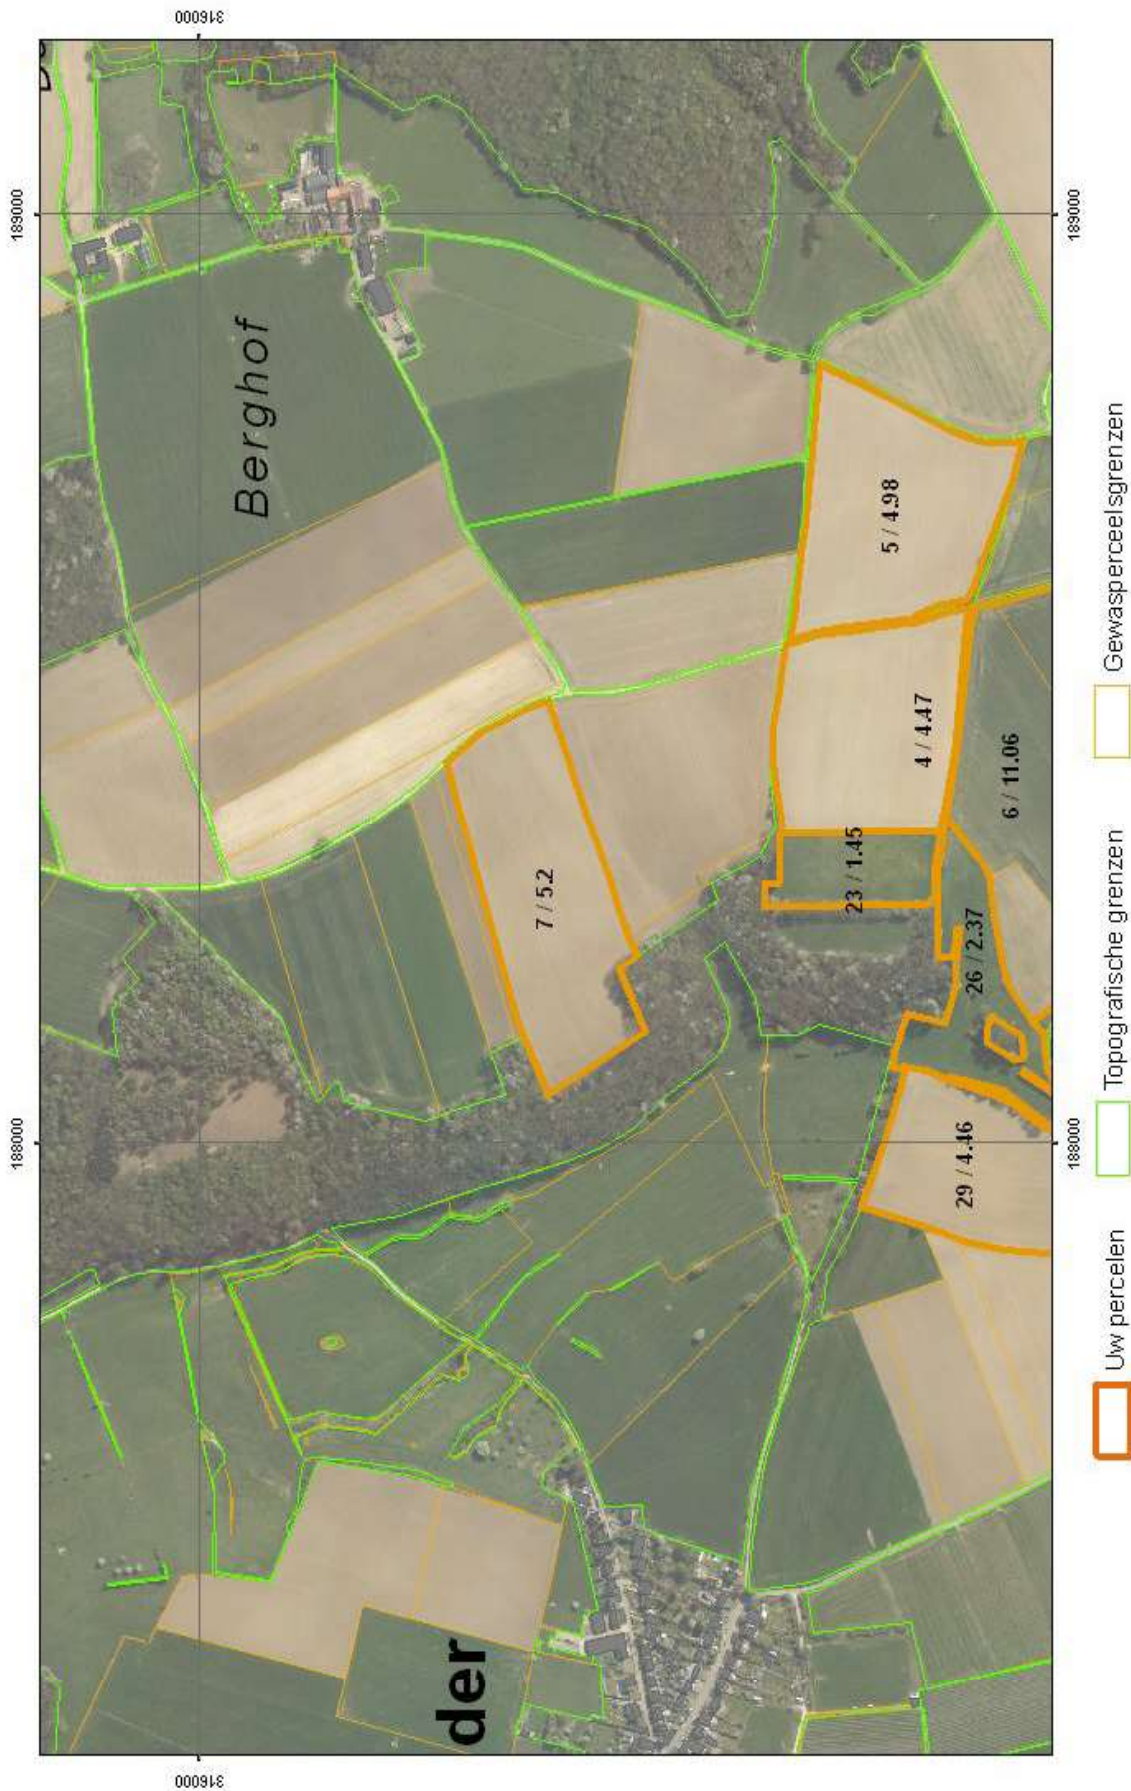 188000
189000
316000
316000
Berghof
der
7 / 5.2
5 / 4.98
4 / 4.47
23 / 1.45
6 / 11.06
26 / 2.37
29 / 4.46
188000
189000
Uw percelen
Topografische grenzen
Gewasperceelsgrenzen